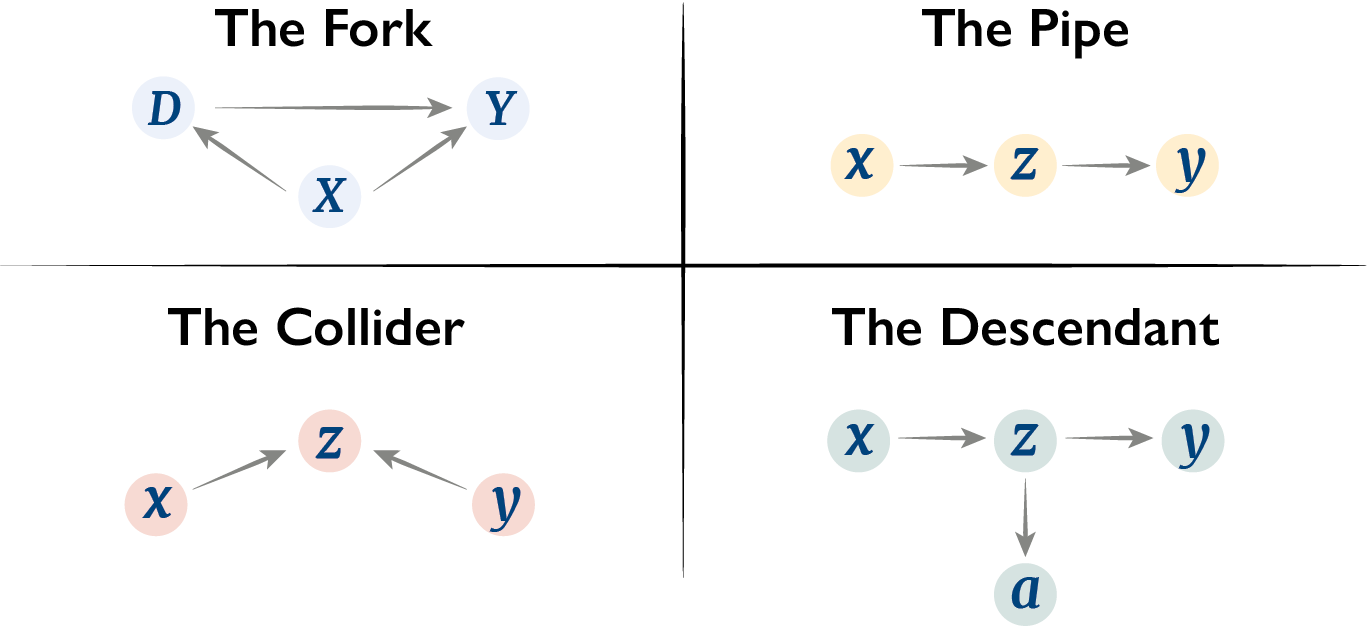 The Fork
D
Y
X
The Pipe
x
z
y
The Collider
z
x
y
The Descendant
x
z
y
a